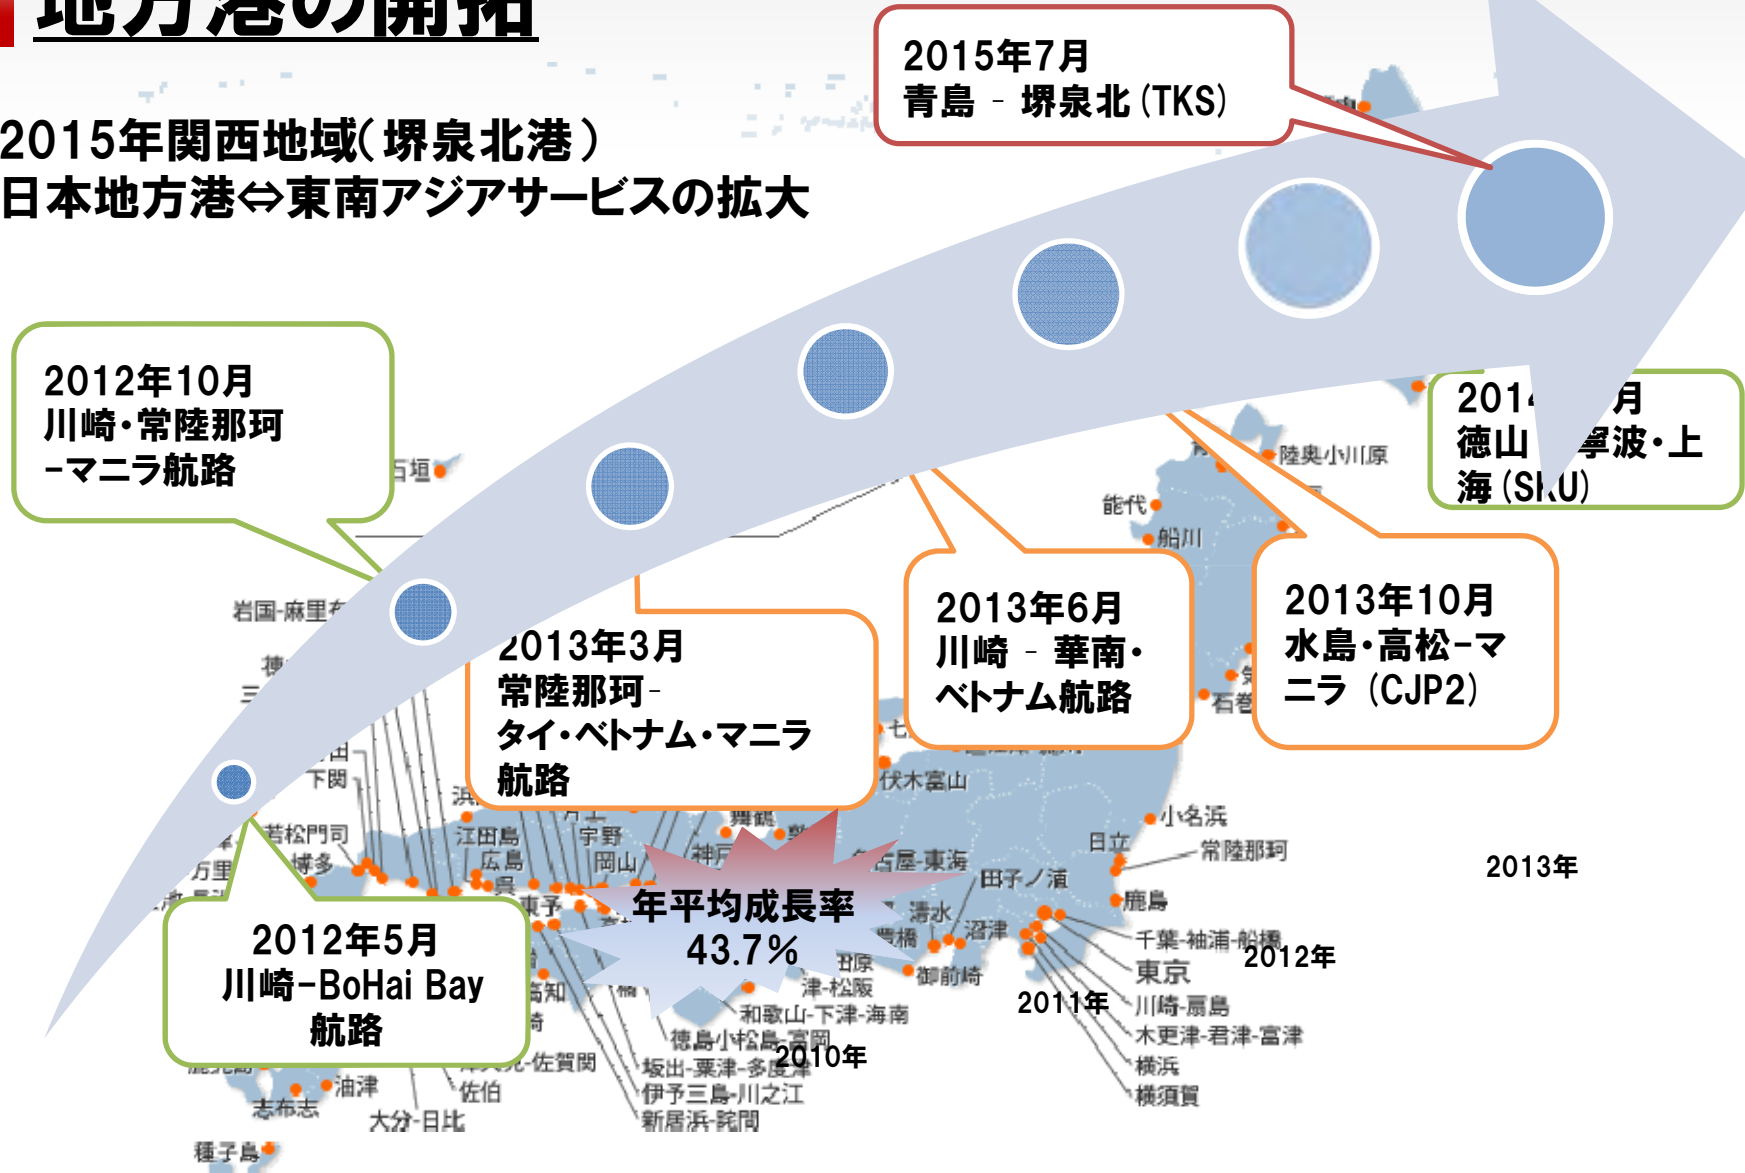 地方港の開拓
2015年7月
青島 - 堺泉北(TKS)
2015年関西地域(堺泉北港)
日本地方港⇔東南アジアサービスの拡大
2012年10月
川崎・常陸那珂
-マニラ航路
2013年3月
常陸那珂-
タイ・ベトナム・マニラ
航路
2013年6月
川崎 - 華南・
ベトナム航路
2013年10月
水島・高松-マ
ニラ (CJP2)
徳山
寧波・上
海(SKU)
2012年5月
川崎-BoHai Bay
航路
年平均成長率
43.7%
2010年
2011年
2012年
2013年
石垣
陸奥小川原
能代
船川
石巻
岩国-麻里布
下関
若松門司
博多
江田島
広島
呉
宇野
岡山
神戸
舞鶴
東予
高知
伏木富山
名古屋-東海
田子ノ浦
清水
沼津
豊橋
田原
津-松阪
御前崎
和歌山-下津-海南
徳島小松島-富岡
坂出-粟津-多度津
伊予三島-川之江
新居浜-詫間
佐賀関
佐伯
大分-日比
油津
志布志
種子島
小名浜
日立
常陸那珂
鹿島
千葉-袖浦-船橋
東京
川崎-扇島
木更津-君津-富津
横浜
横須賀